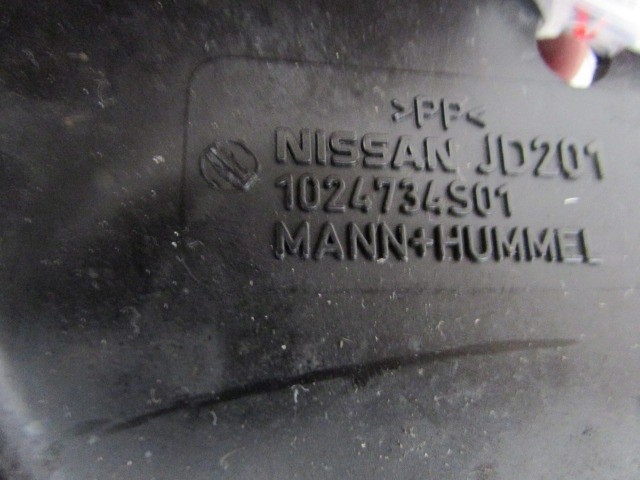 >PP<
NISSAN JD201
1024734S01
MANN+HUMMEL